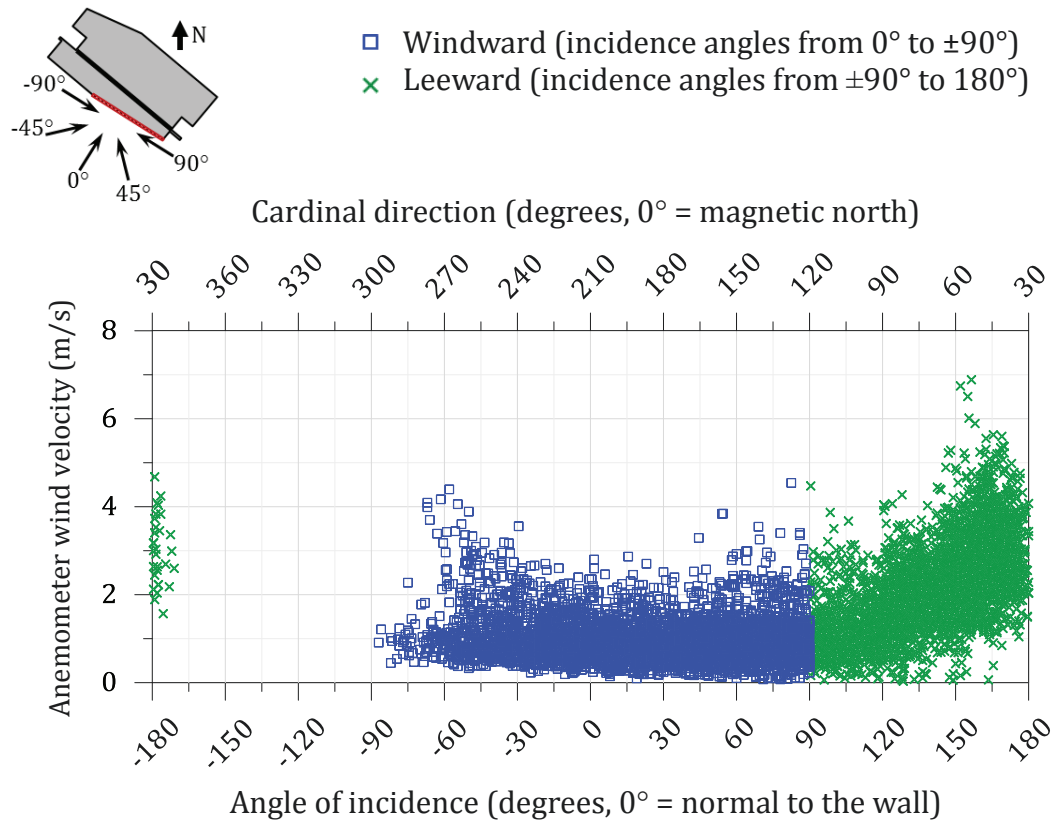 N
-90°
-45°
0°
45°
90°
Windward (incidence angles from 0° to ±90°)
Leeward (incidence angles from ±90° to 180°)
Cardinal direction (degrees, 0° = magnetic north)
30 360 330 300 270 240 210 180 150 120 90 60 30
Anemometer wind velocity (m/s)
8
6
4
2
0
-180 -150 -120 -90 -60 -30 0 30 60 90 120 150 180
Angle of incidence (degrees, 0° = normal to the wall)